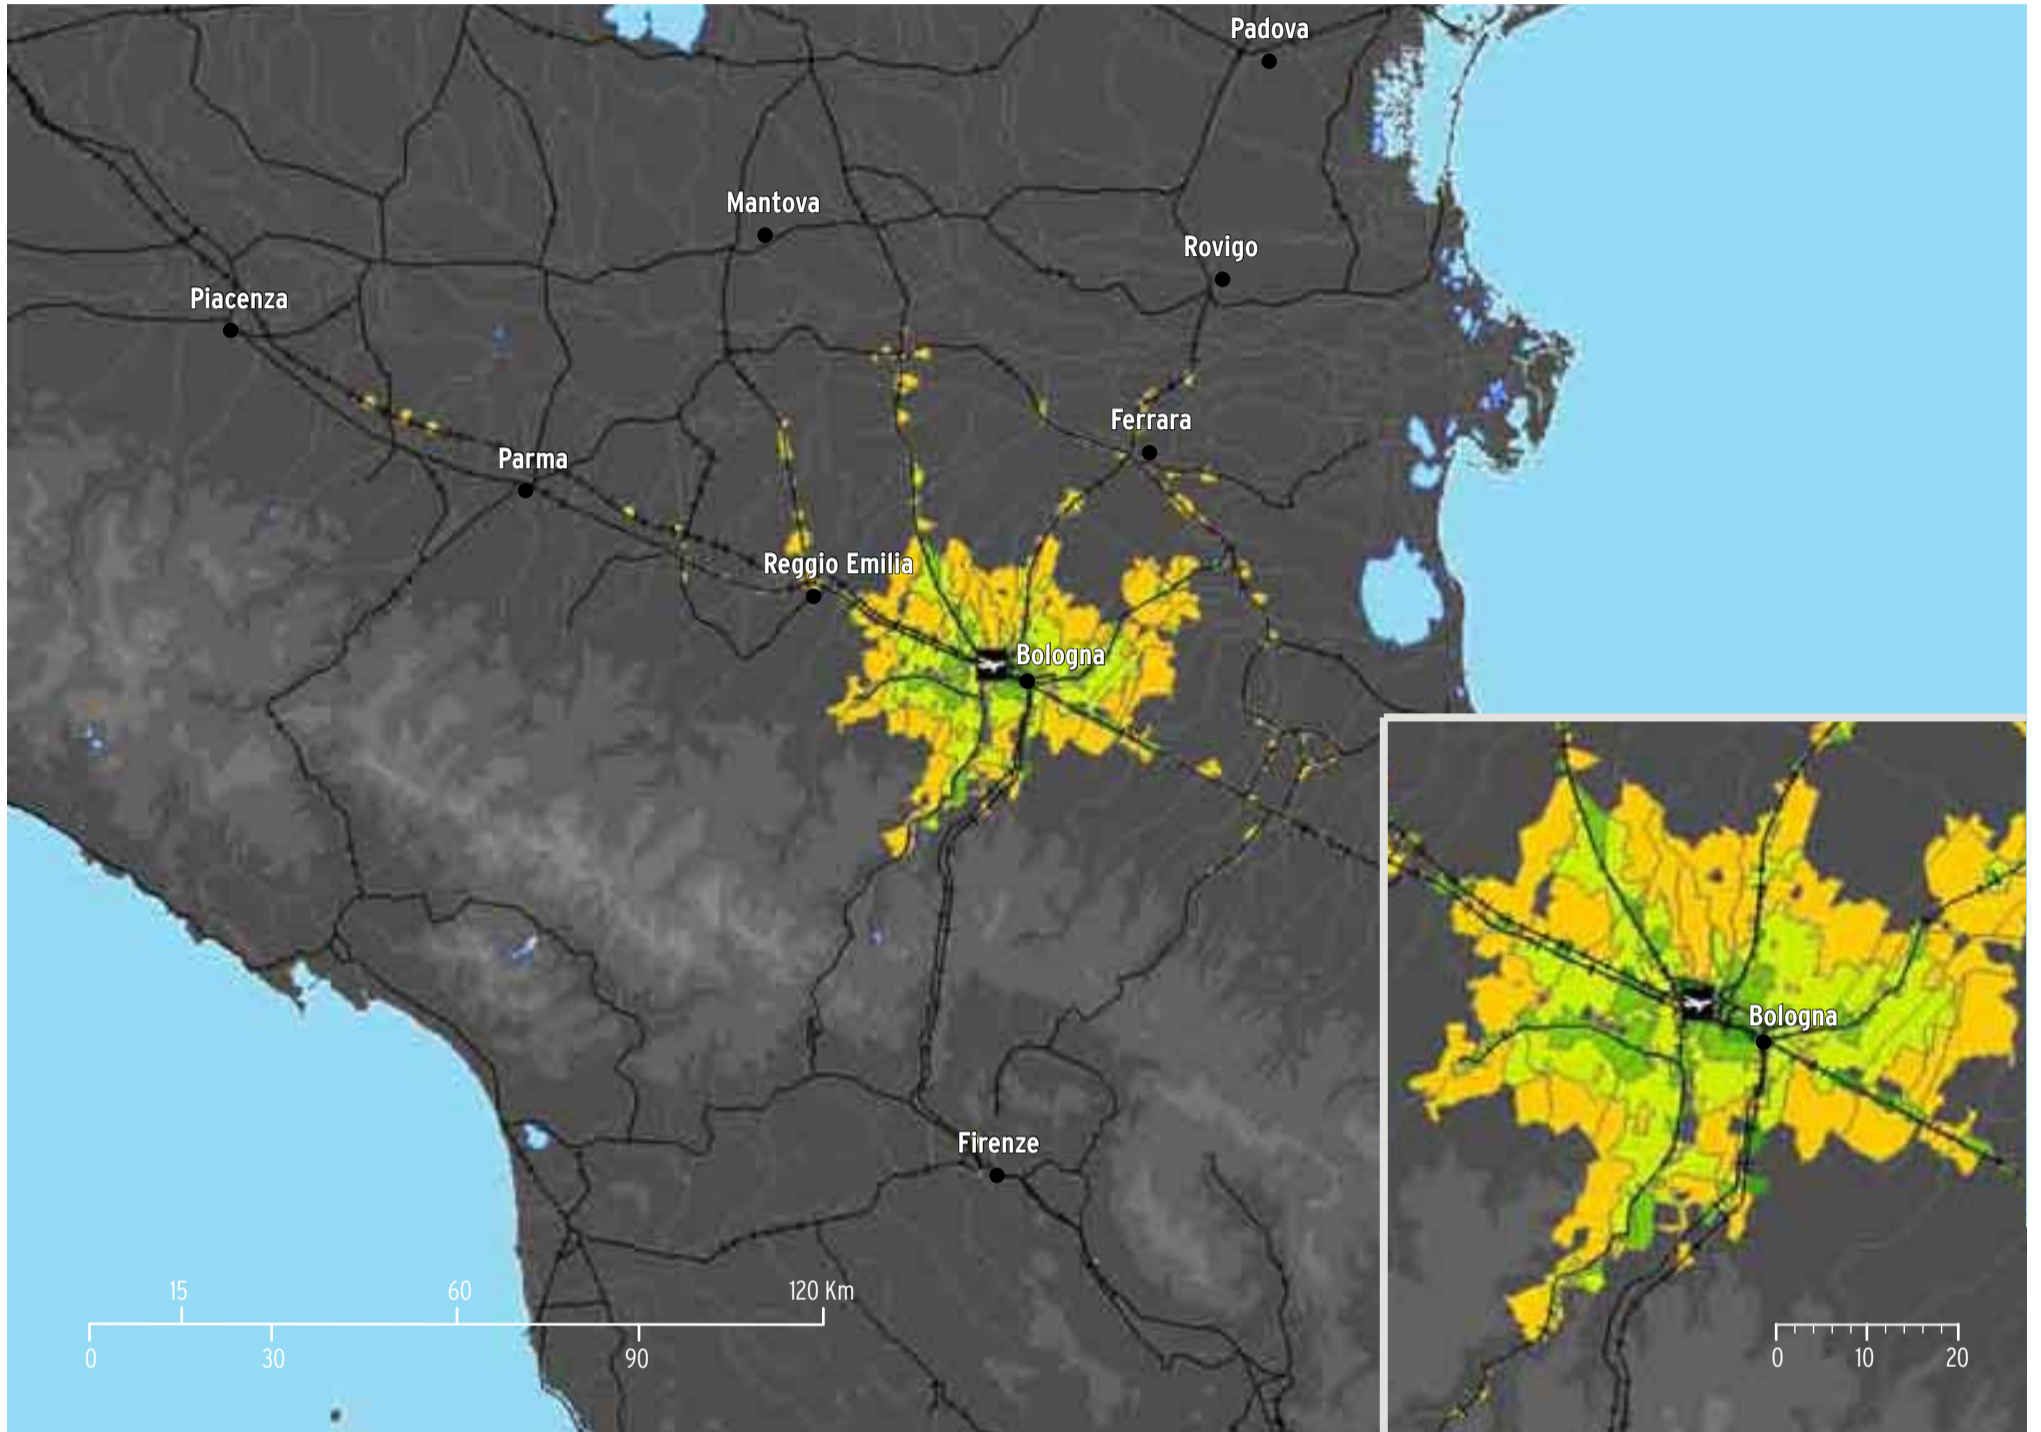 Padova
Mantova
Rovigo
Piacenza
Ferrara
Parma
Reggio Emilia
Bologna
Bologna
Firenze
15
60
120 Km
0
30
90
0
10
20